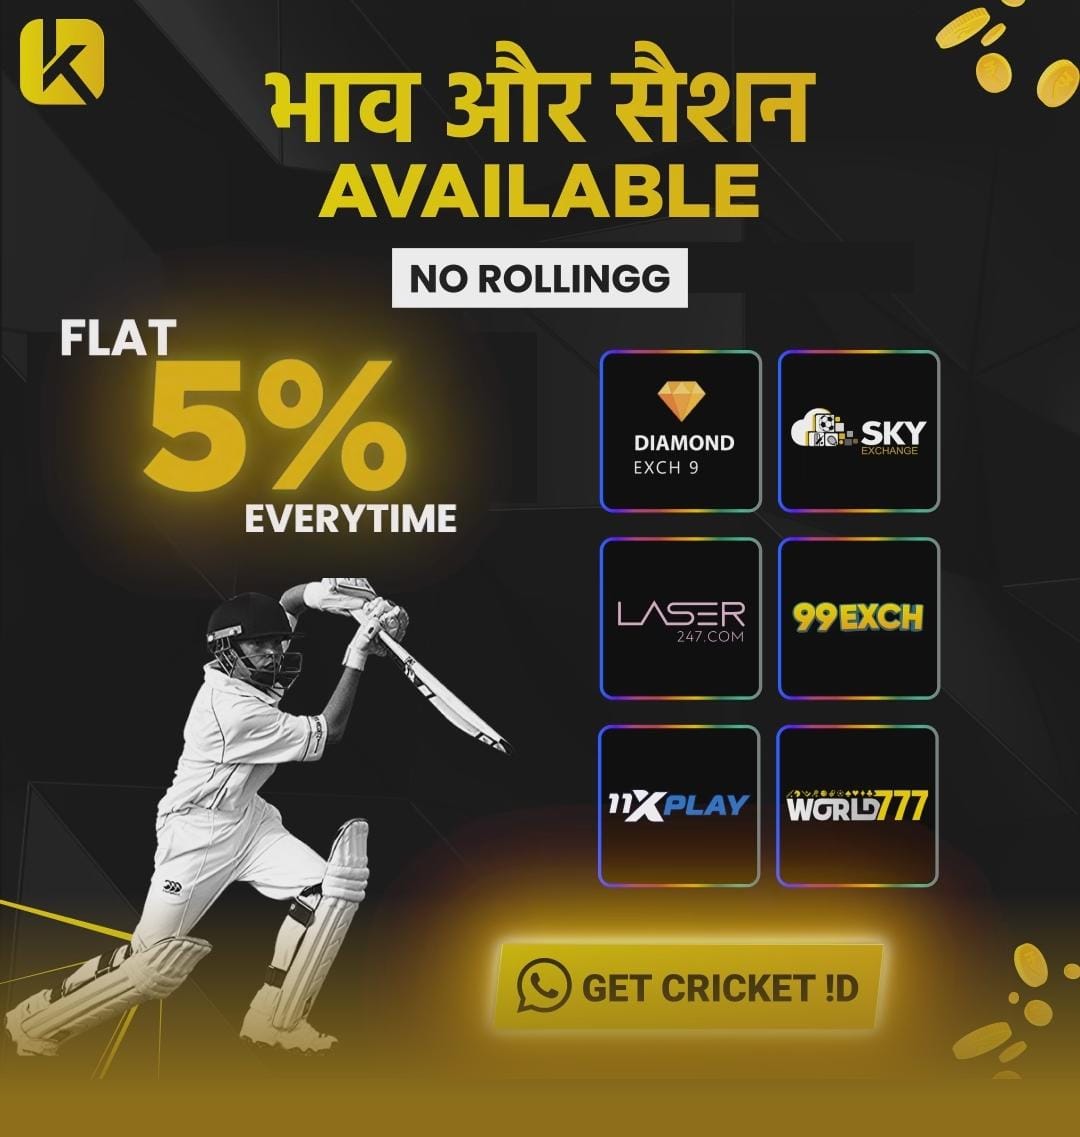 भाव और सैशन
AVAILABLE
NO ROLLINGG
FLAT
5%
EVERYTIME
DIAMOND
EXCH 9
SKY
EXCHANGE
LASER
247.COM
99EXCH
11XPLAY
WORLD777
GET CRICKET !D